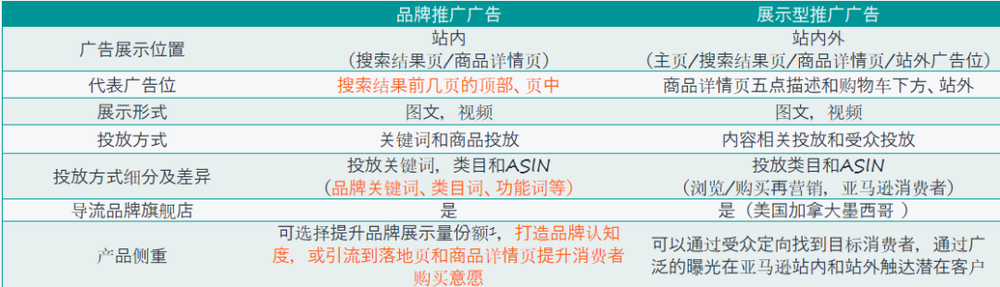 品牌推广广告
展示型推广广告
广告展示位置
站内
（搜索结果页/商品详情页）
站内外
（主页/搜索结果页/商品详情页/站外广告位）
代表广告位
搜索结果前几页的顶部、页中
商品详情页五点描述和购物车下方、站外
展示形式
图文，视频
图文，视频
投放方式
关键词和商品投放
内容相关投放和受众投放
投放方式细分及差异
投放关键词，类目和ASIN
（品牌关键词、类目词、功能词等）
投放类目和ASIN
（浏览/购买再营销，亚马逊消费者）
导流品牌旗舰店
是
是（美国加拿大墨西哥 ）
产品侧重
可选择提升品牌展示量份额²，打造品牌认知
度，或引流到落地页和商品详情页提升消费者
购买意愿
可以通过受众定向找到目标消费者，通过广
泛的曝光在亚马逊站内和站外触达潜在客户